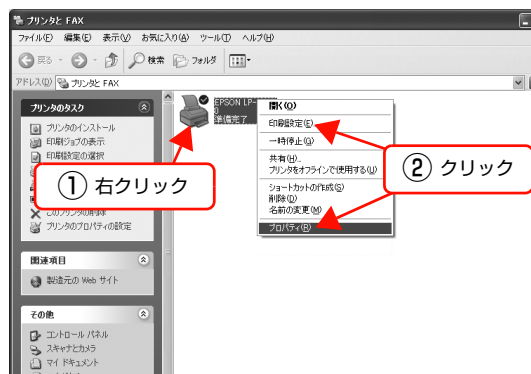 プリンタと FAX
ファイル(F) 編集(E) 表示(V) お気に入り(A) ツール(T) ヘルプ(H)
戻る 検索 フォルダ
アドレス(D) プリンタと FAX
プリンタのタスク
プリンタのインストール
印刷ジョブの表示
印刷設定の選択
このプリンタの削除
プリンタのプロパティの設定
関連項目
製造元の Web サイト
その他
コントロール パネル
スキャナとカメラ
マイ ドキュメント
EPSON LP-
0
準備完了
開く(O)
印刷設定(E)
一時停止(G)
共有(H)...
プリンタをオフラインで使用する(U)
ショートカットの作成(S)
削除(D)
名前の変更(M)
プロパティ(R)
① 右クリック
② クリック